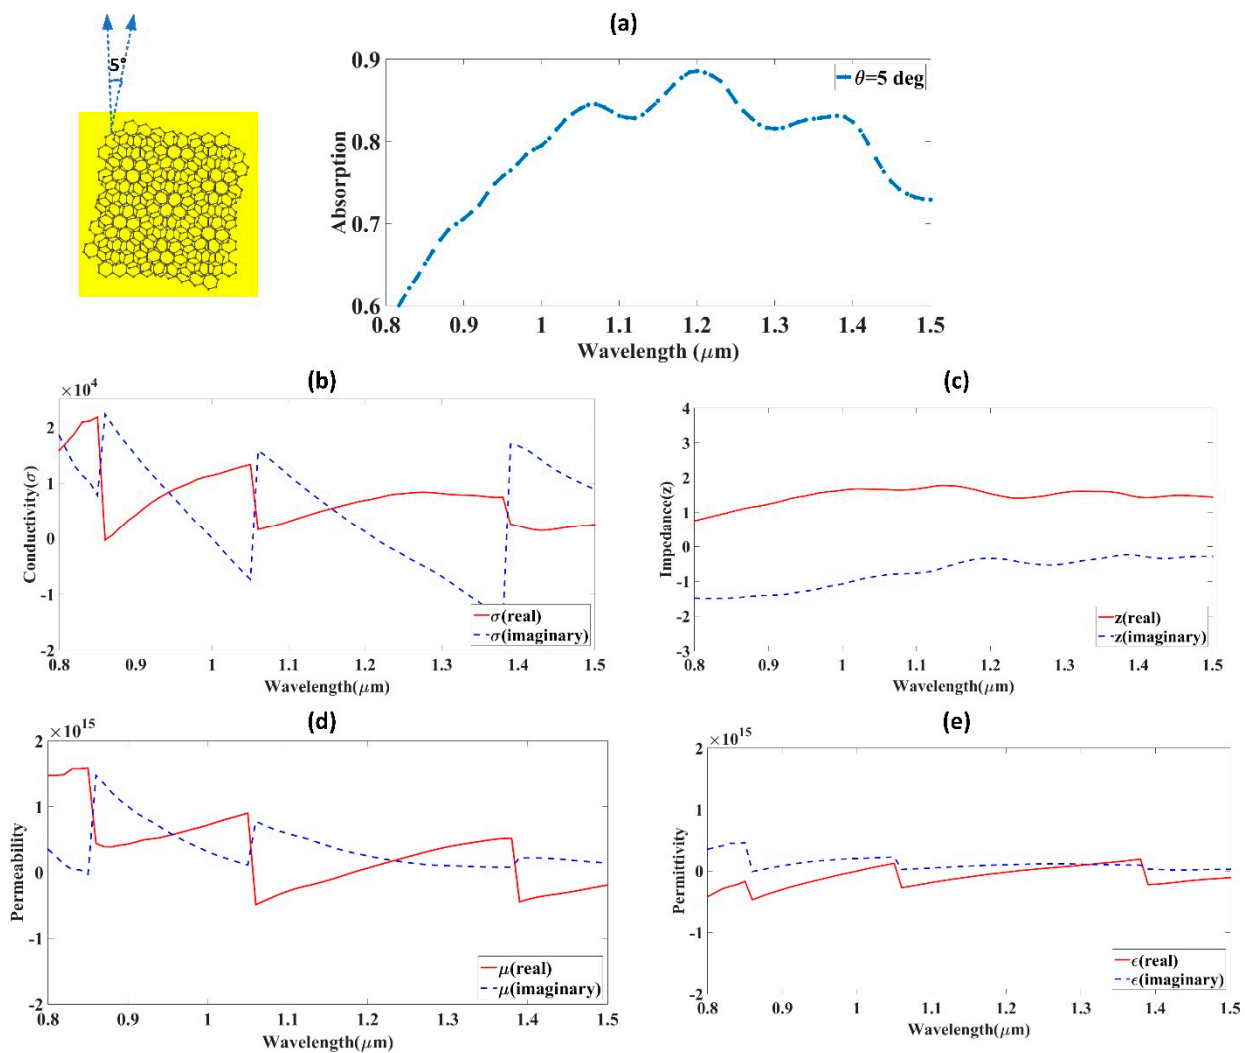 (a)
5°
0.9
0.8
0.7
0.6
Absorption
θ=5 deg
0.8 0.9 1 1.1 1.2 1.3 1.4 1.5
Wavelength (μm)
(b)
×10⁴
2
1
0
-1
-2
Conductivity(σ)
σ(real)
σ(imaginary)
0.8 0.9 1 1.1 1.2 1.3 1.4 1.5
Wavelength(μm)
(c)
4
3
2
1
0
-1
-2
-3
Impedance(z)
z(real)
z(imaginary)
0.8 0.9 1 1.1 1.2 1.3 1.4 1.5
Wavelength(μm)
(d)
×10¹⁵
2
1
0
-1
-2
Permeability
μ(real)
μ(imaginary)
0.8 0.9 1 1.1 1.2 1.3 1.4 1.5
Wavelength(μm)
(e)
×10¹⁵
2
1
0
-1
-2
Permittivity
ϵ(real)
ϵ(imaginary)
0.8 0.9 1 1.1 1.2 1.3 1.4 1.5
Wavelength(μm)